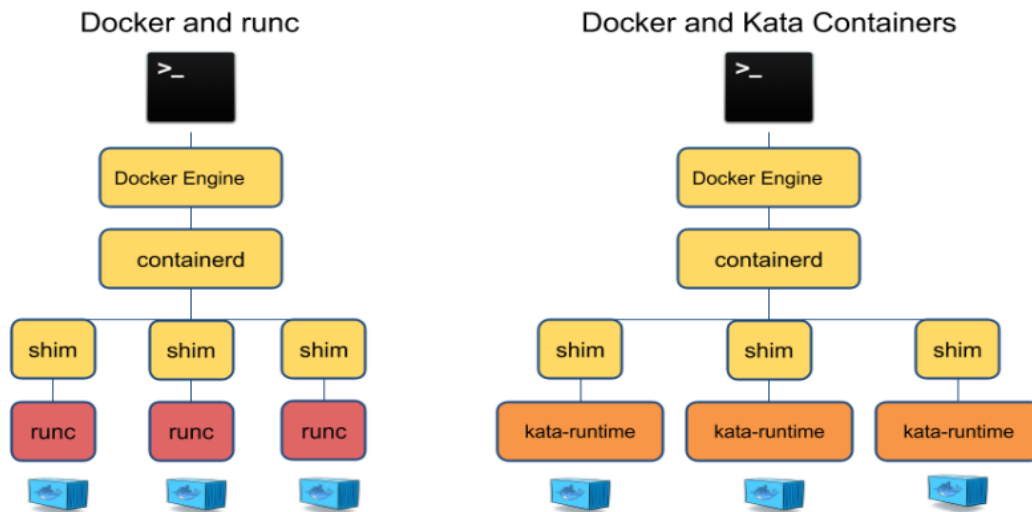 Docker and runc
>_
Docker Engine
containerd
shim
shim
shim
runc
runc
runc
Docker and Kata Containers
>_
Docker Engine
containerd
shim
shim
shim
kata-runtime
kata-runtime
kata-runtime